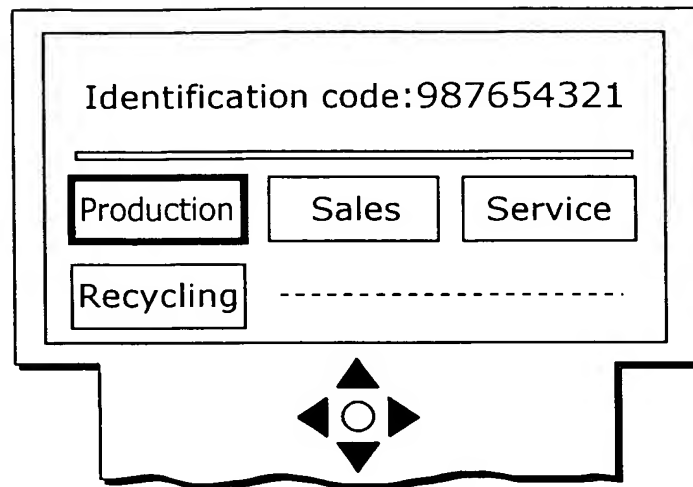 Identification code:987654321
Production Sales Service
Recycling